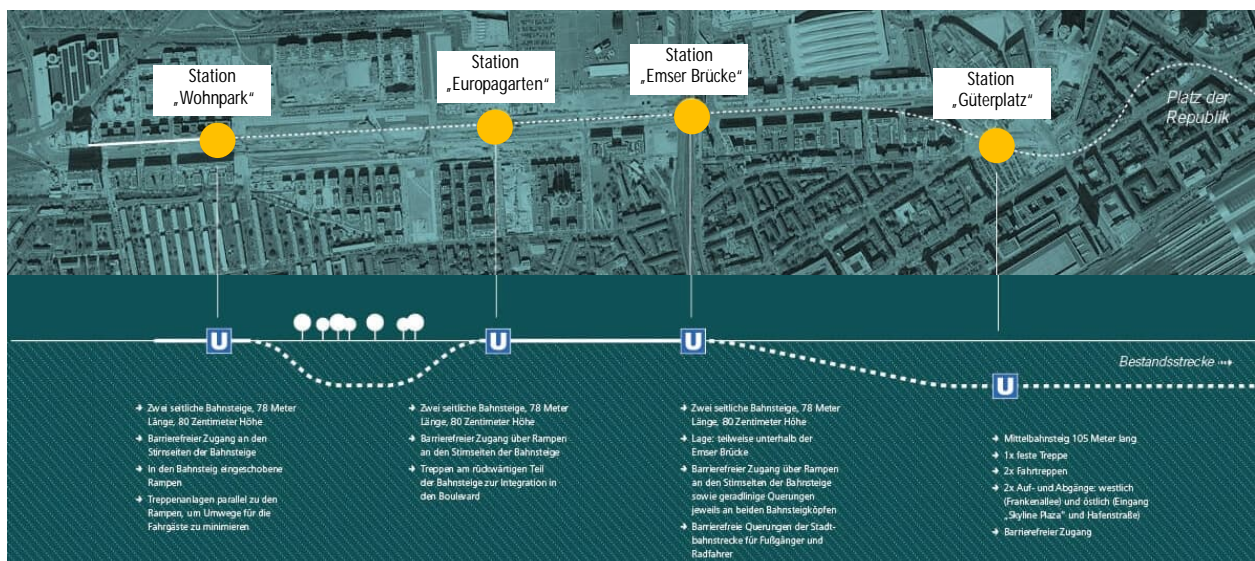 Station
„Wohnpark“
Station
„Europagarten“
Station
„Emser Brücke“
Station
„Güterplatz“
Platz der
Republik
U
U
U
U
Bestandsstrecke
Zwei seitliche Bahnsteige, 78 Meter
Länge, 80 Zentimeter Höhe
Barrierefreier Zugang an den
Stirnseiten der Bahnsteige
In den Bahnsteig eingeschobene
Rampen
Treppenanlagen parallel zu den
Rampen, um Umwege für die
Fahrgäste zu minimieren
Zwei seitliche Bahnsteige, 78 Meter
Länge, 80 Zentimeter Höhe
Barrierefreier Zugang über Rampen
an den Stirnseiten der Bahnsteige
Treppen am rückwärtigen Teil
der Bahnsteige zur Integration in
den Boulevard
Zwei seitliche Bahnsteige, 78 Meter
Länge, 80 Zentimeter Höhe
Lage: teilweise unterhalb der
Emser Brücke
Barrierefreier Zugang über Rampen
an den Stirnseiten der Bahnsteige
sowie geradlinige Querungen
jeweils an beiden Bahnsteigköpfen
Barrierefreie Querungen der Stadt-
bahnstrecke für Fußgänger und
Radfahrer
Mittelbahnsteig 105 Meter lang
1x feste Treppe
2x Fahrtreppen
2x Auf- und Abgänge: westlich
(Frankenallee) und östlich (Eingang
„Skyline Plaza“ und Hafenstraße)
Barrierefreier Zugang